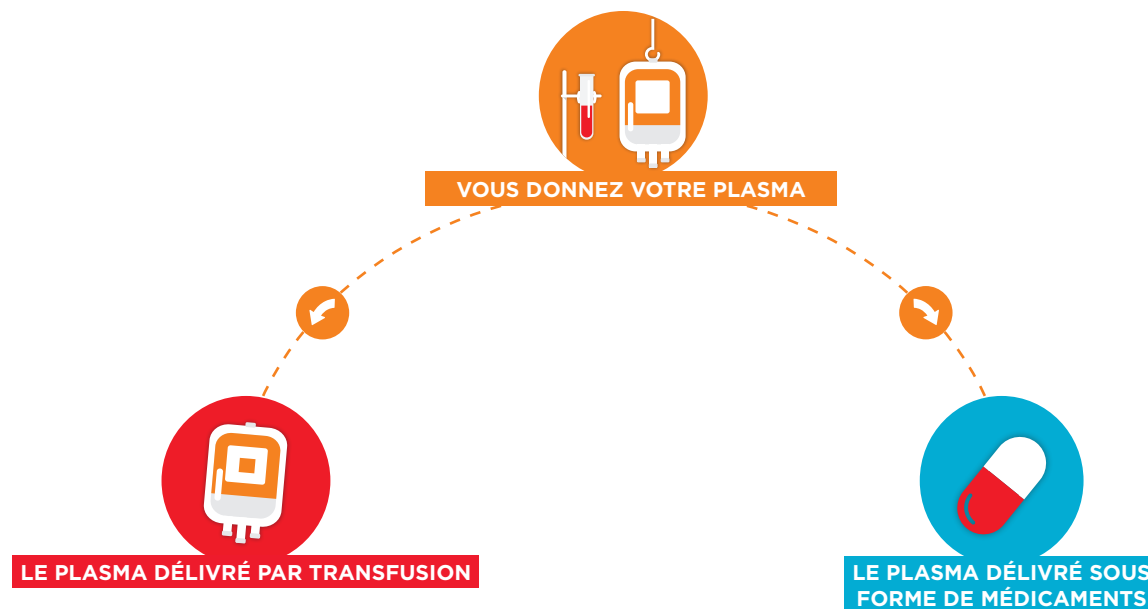 VOUS DONNEZ VOTRE PLASMA
LE PLASMA DÉLIVRÉ PAR TRANSFUSION
LE PLASMA DÉLIVRÉ SOUS
FORME DE MÉDICAMENTS